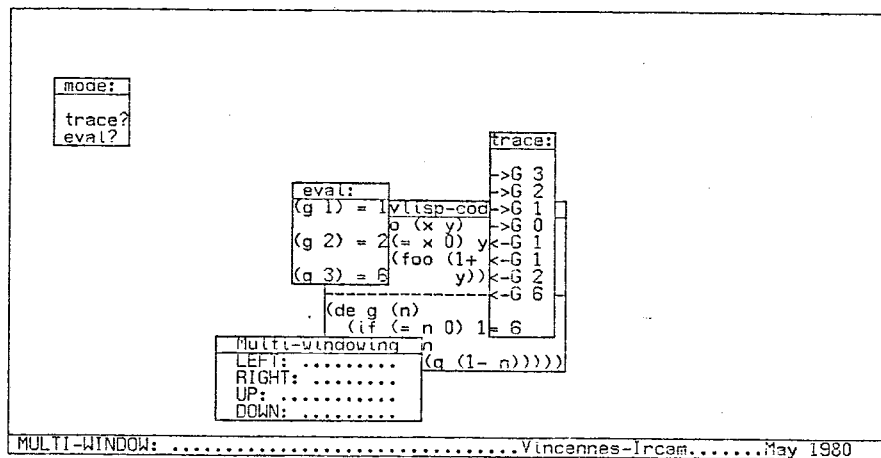 mode:
trace?
eval?
trace:
->G 3
->G 2
->G 1
->G 0
<-G 1
<-G 1
<-G 2
<-G 6
= 6
eval:
(g 1) = 1
(g 2) = 2
(g 3) = 6
vlisp-cod
o (x y)
(= x 0) y
(foo (1+
y))
(de g (n)
(if (= n 0) 1
n
(g (1- n)))))
Multi-windowing
LEFT: .........
RIGHT: ........
UP: ...........
DOWN: .........
MULTI-WINDOW: ..............................Vincennes-Ircam.......May 1980